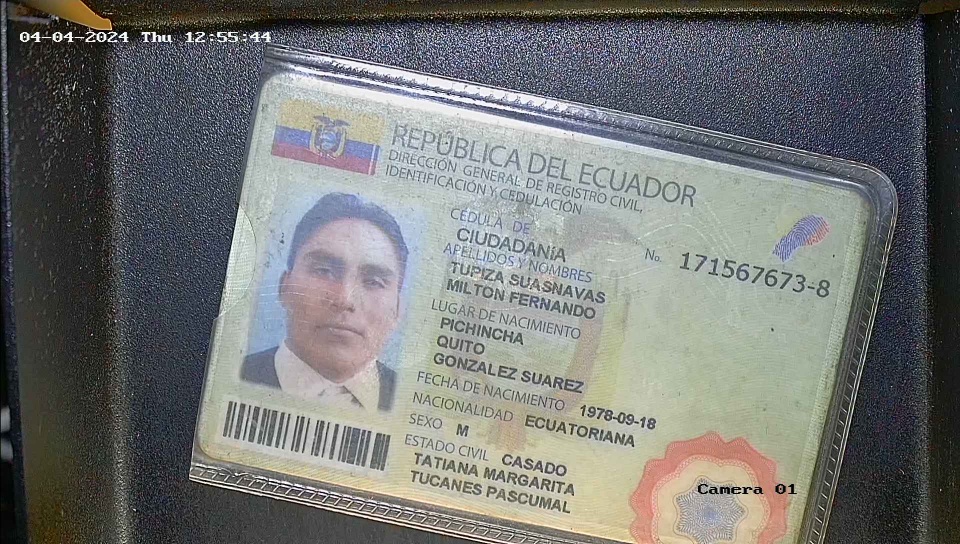 04-04-2024 Thu 12:55:44
REPÚBLICA DEL ECUADOR
DIRECCIÓN GENERAL DE REGISTRO CIVIL,
IDENTIFICACIÓN Y CEDULACIÓN
CÉDULA DE
CIUDADANÍA
No. 171567673-8
APELLIDOS Y NOMBRES
TUPIZA SUASNAVAS
MILTON FERNANDO
LUGAR DE NACIMIENTO
PICHINCHA
QUITO
GONZALEZ SUAREZ
FECHA DE NACIMIENTO 1978-09-18
NACIONALIDAD ECUATORIANA
SEXO M
ESTADO CIVIL CASADO
TATIANA MARGARITA
TUCANES PASCUMAL
Camera 01